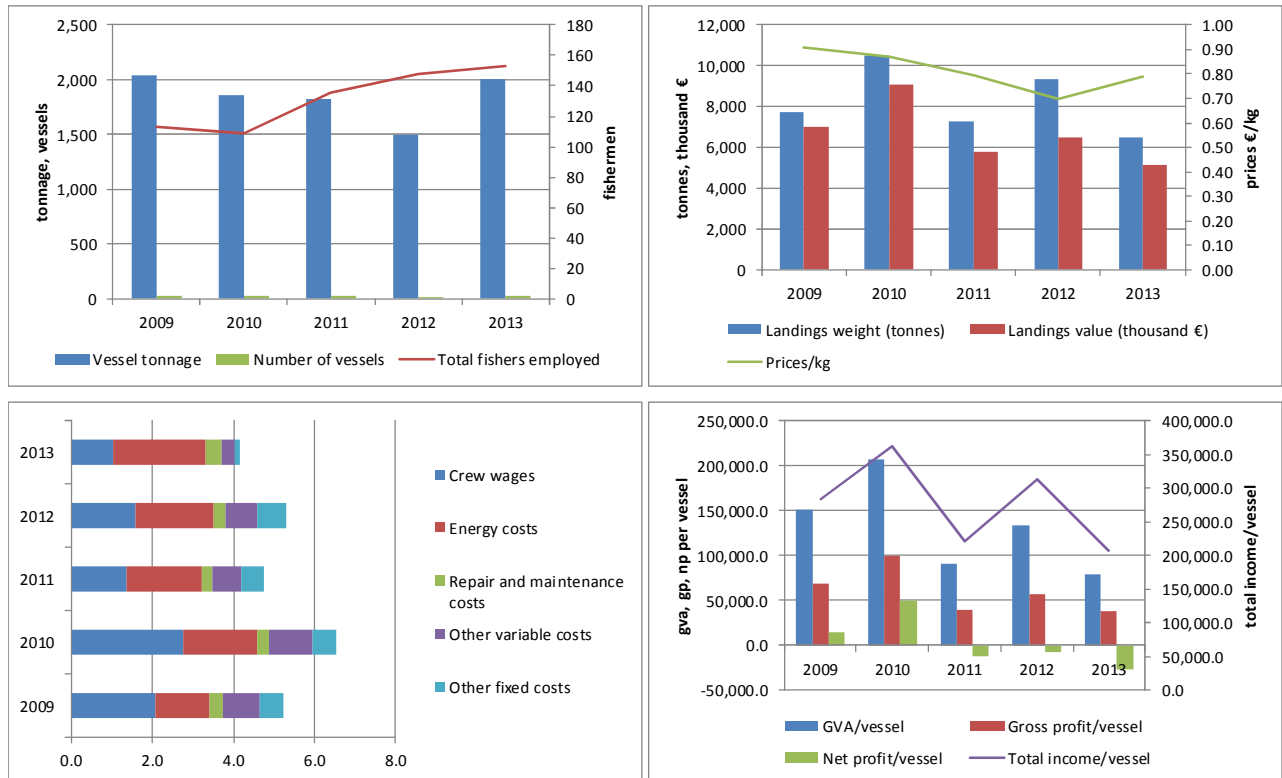 2,500
2,000
1,500
1,000
500
0
tonnage, vessels
180
160
140
120
100
80
60
40
20
0
fishermen
2009 2010 2011 2012 2013
Vessel tonnage Number of vessels Total fishers employed
12,000
10,000
8,000
6,000
4,000
2,000
0
tonnes, thousand €
1.00
0.90
0.80
0.70
0.60
0.50
0.40
0.30
0.20
0.10
0.00
prices €/kg
2009 2010 2011 2012 2013
Landings weight (tonnes) Landings value (thousand €)
Prices/kg
2013
2012
2011
2010
2009
0.0 2.0 4.0 6.0 8.0
Crew wages
Energy costs
Repair and maintenance
costs
Other variable costs
Other fixed costs
250,000.0
200,000.0
150,000.0
100,000.0
50,000.0
0.0
-50,000.0
gva, gp, np per vessel
400,000.0
350,000.0
300,000.0
250,000.0
200,000.0
150,000.0
100,000.0
50,000.0
0.0
total income/vessel
2009 2010 2011 2012 2013
GVA/vessel Gross profit/vessel
Net profit/vessel Total income/vessel